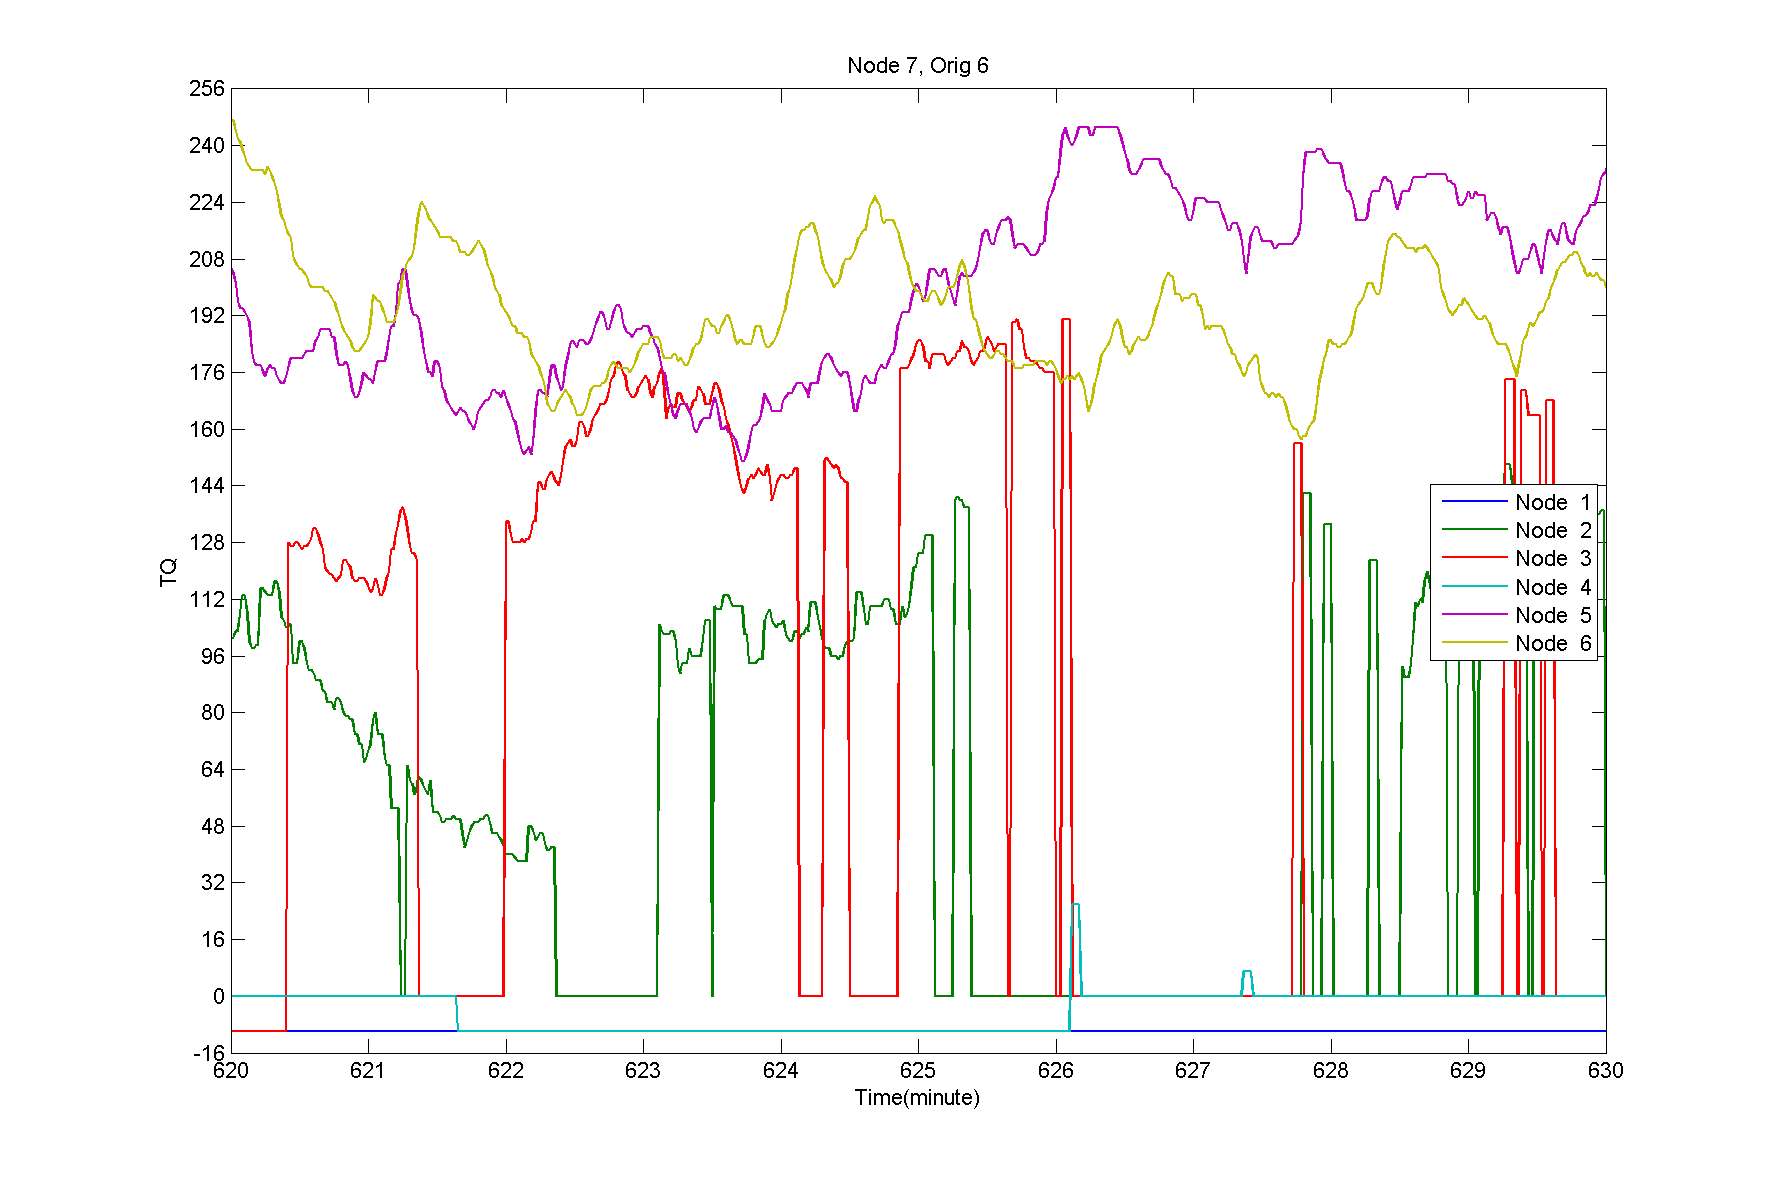 Node 7, Orig 6
256
240
224
208
192
176
160
144
128
112
96
80
64
48
32
16
0
-16
TQ
Node 1
Node 2
Node 3
Node 4
Node 5
Node 6
620 621 622 623 624 625 626 627 628 629 630
Time(minute)